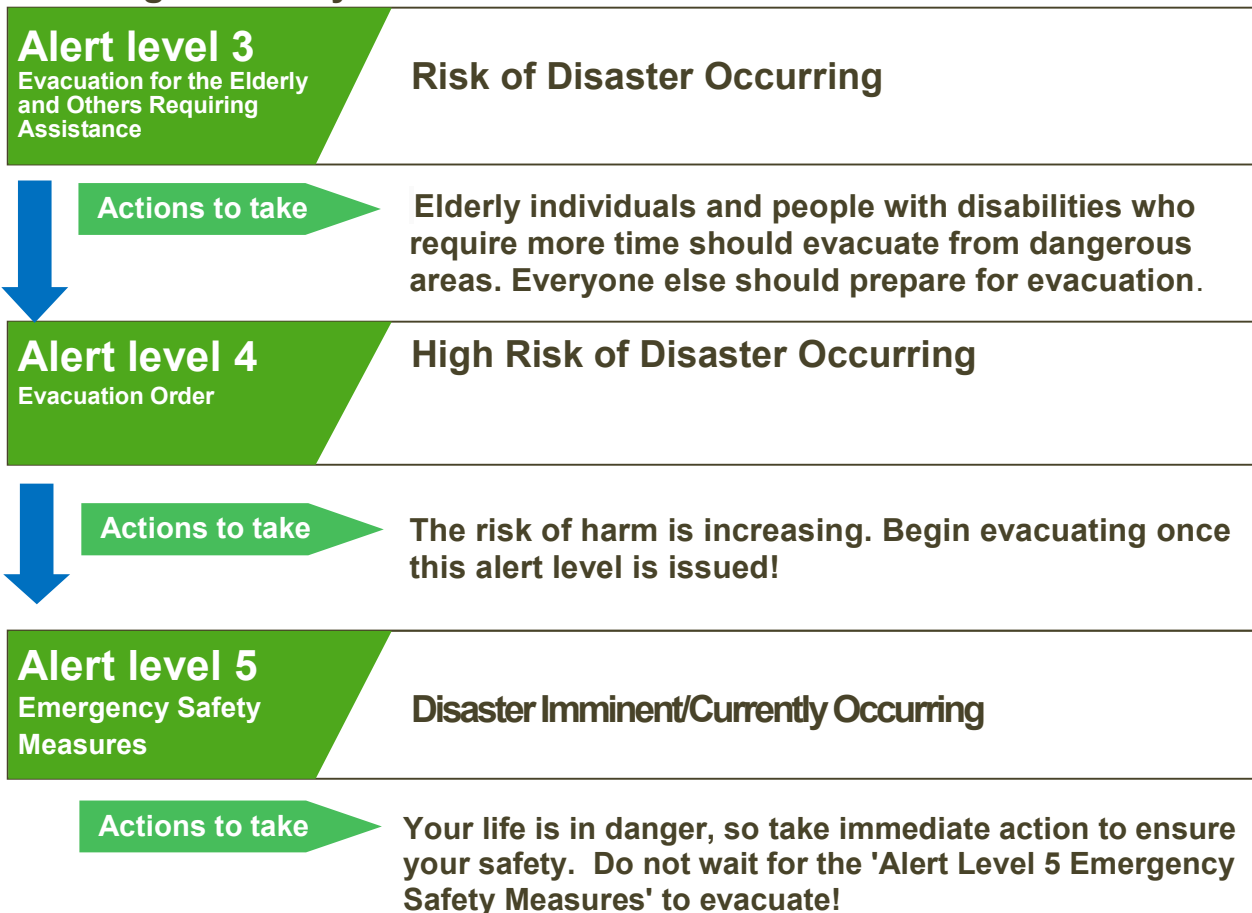 Alert level 3
Evacuation for the Elderly
and Others Requiring
Assistance
Risk of Disaster Occurring
Actions to take
Elderly individuals and people with disabilities who
require more time should evacuate from dangerous
areas. Everyone else should prepare for evacuation.
Alert level 4
Evacuation Order
High Risk of Disaster Occurring
Actions to take
The risk of harm is increasing. Begin evacuating once
this alert level is issued!
Alert level 5
Emergency Safety
Measures
Disaster Imminent/Currently Occurring
Actions to take
Your life is in danger, so take immediate action to ensure
your safety.  Do not wait for the 'Alert Level 5 Emergency
Safety Measures' to evacuate!